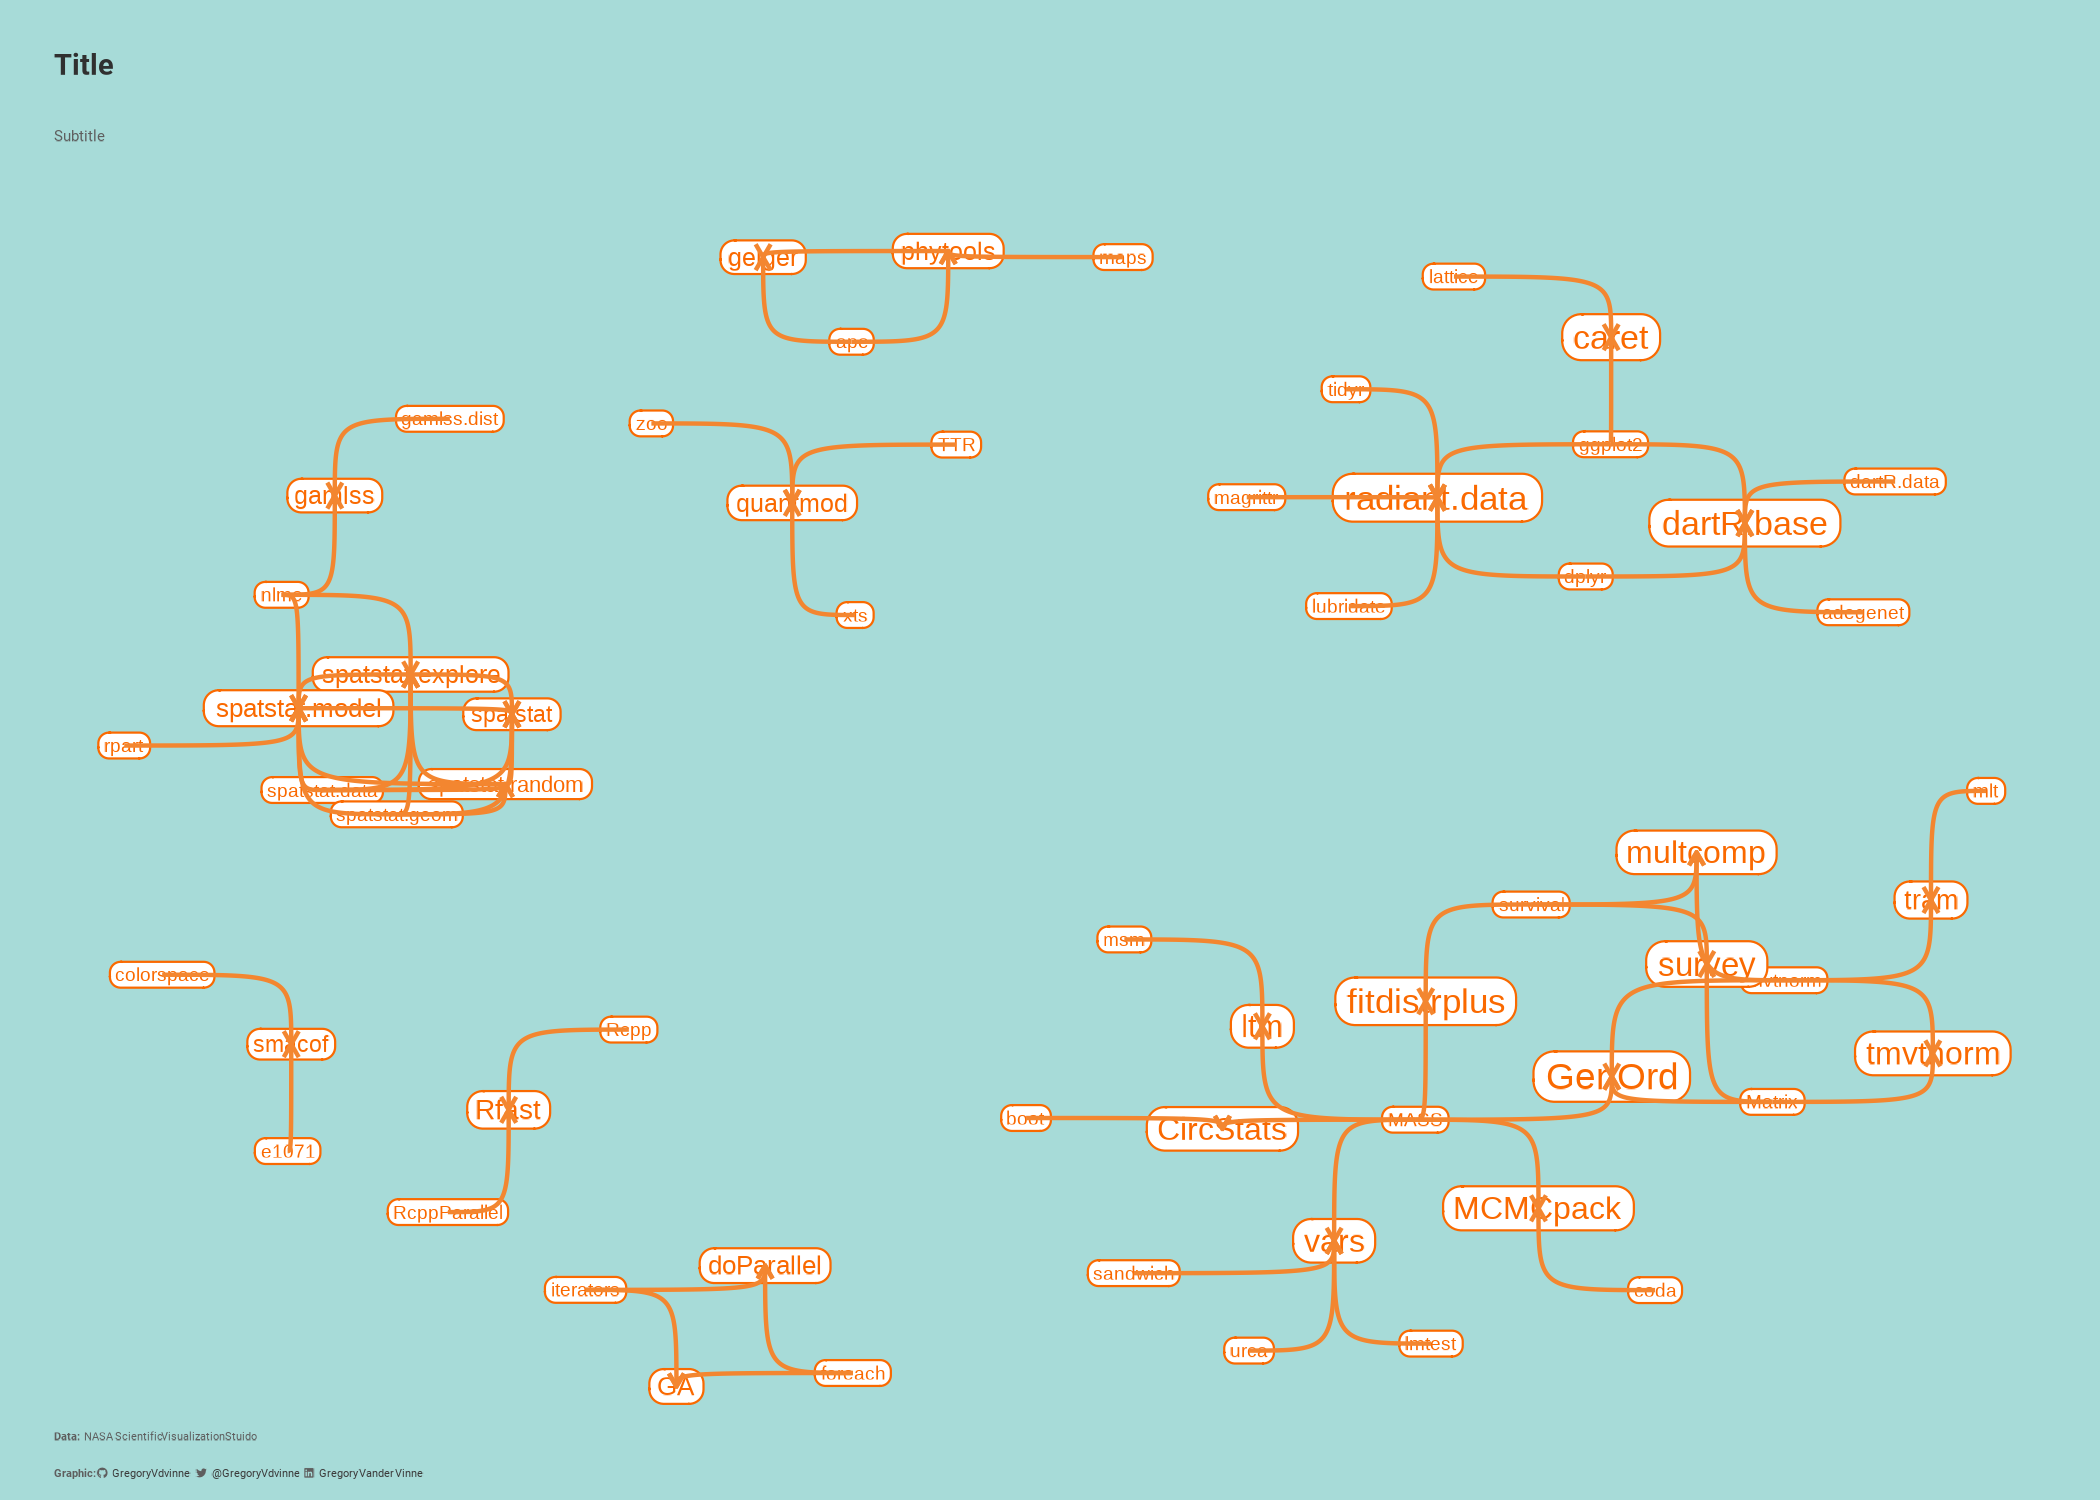 Title
Subtitle
geiger
phytools
maps
ape
lattice
caret
tidyr
ggplot2
magrittr
radiant.data
dartR.data
dartR.base
dplyr
lubridate
adegenet
gamlss.dist
zoo
TTR
gamlss
quantmod
nlme
xts
spatstat.explore
spatstat.model
spatstat
rpart
spatstat.data
spatstat.random
spatstat.geom
mlt
multcomp
tram
survival
msm
survey
mvtnorm
fitdistrplus
ltm
tmvtnorm
GenOrd
Matrix
boot
CircStats
MASS
MCMCpack
vars
sandwich
coda
urca
lmtest
colorspace
smacof
e1071
Rcpp
Rfast
RcppParallel
doParallel
iterators
foreach
GA
Data: NASA ScientificVisualizationStuido
Graphic: GregoryVdvinne @GregoryVdvinne GregoryVanderVinne